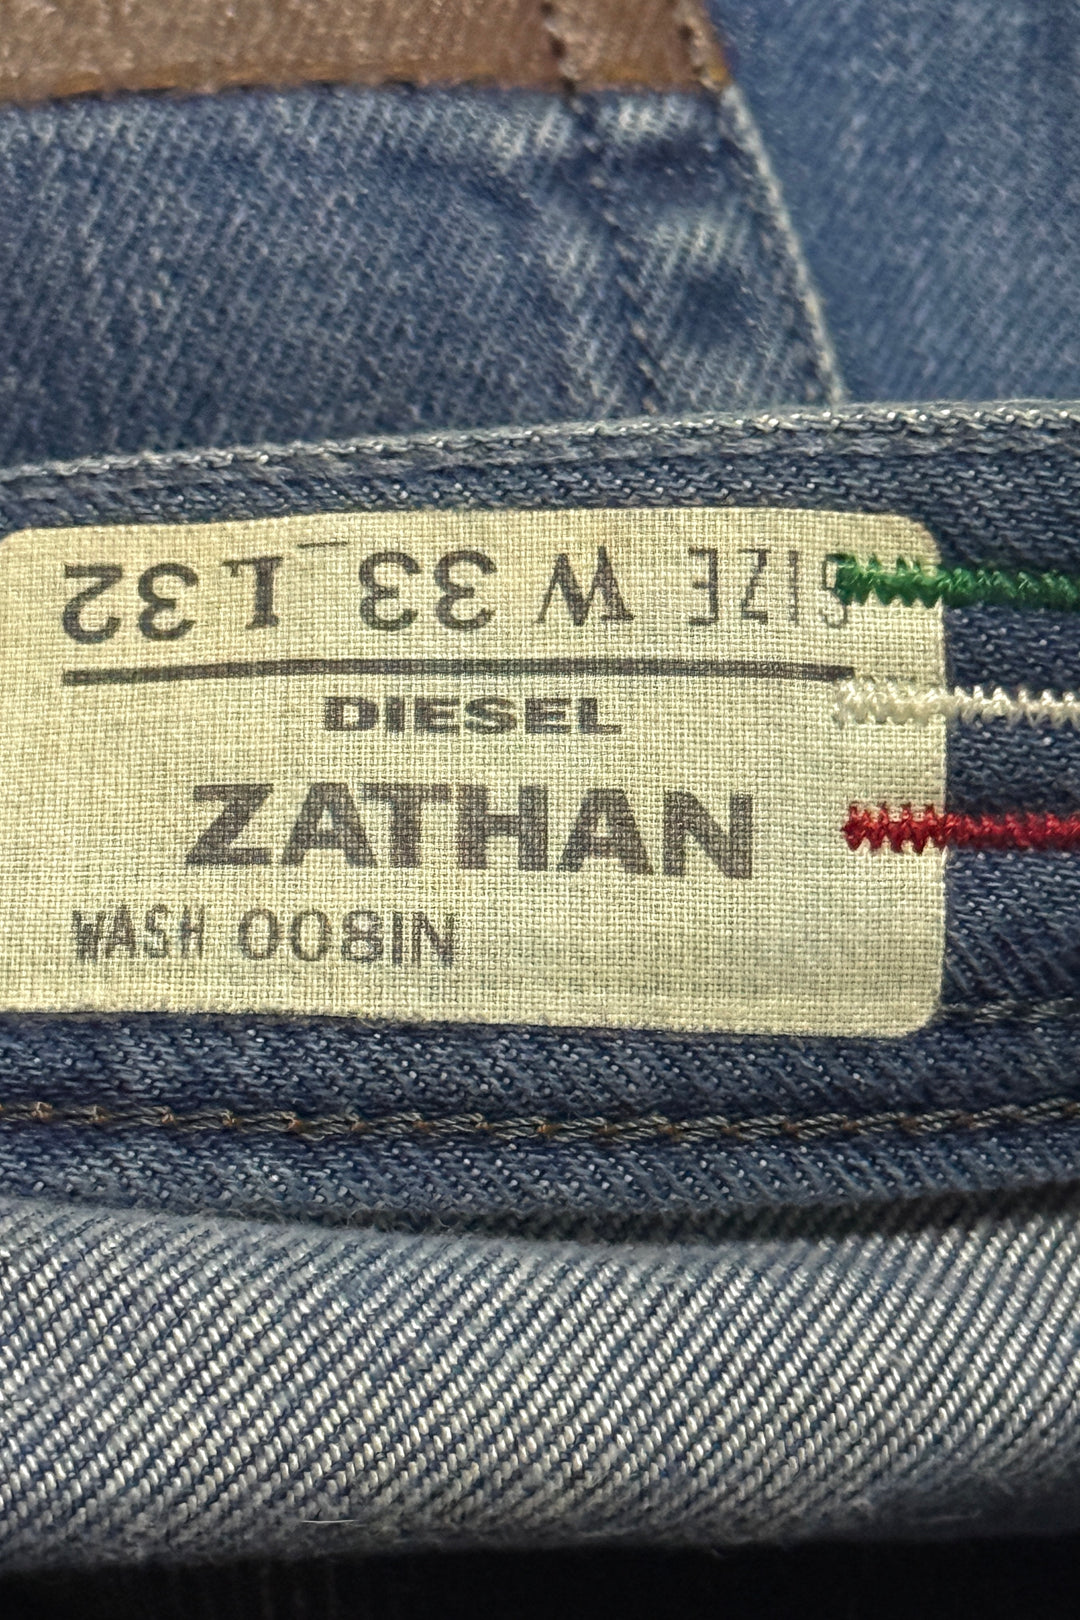 SIZE W 33 L 32
DIESEL
ZATHAN
WASH 008IN